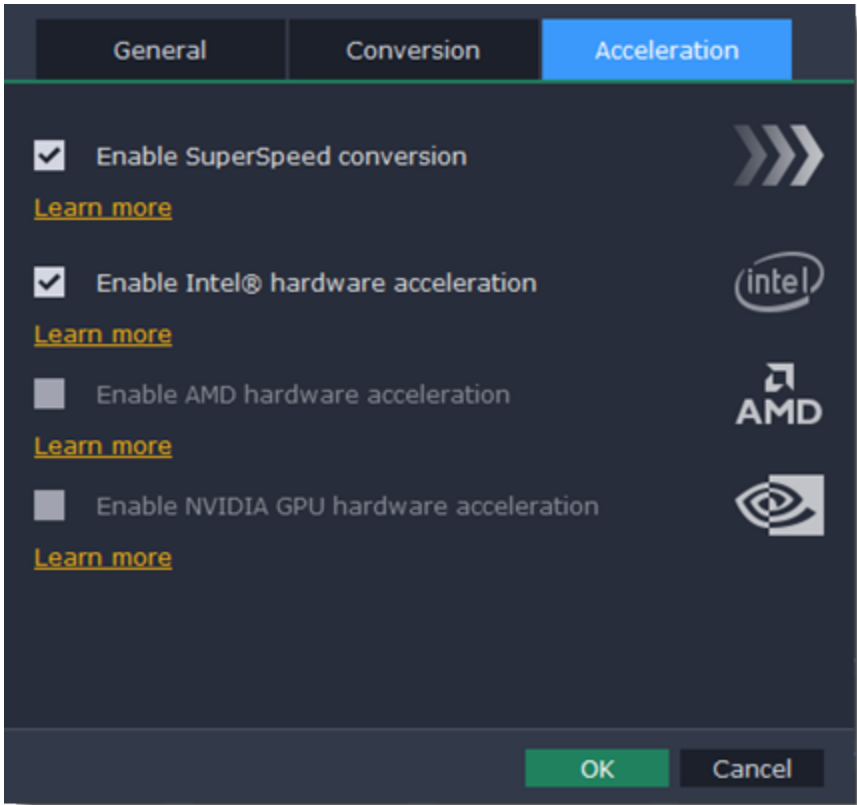 General Conversion Acceleration
Enable SuperSpeed conversion
Learn more
Enable Intel® hardware acceleration
intel
Learn more
Enable AMD hardware acceleration
AMD
Learn more
Enable NVIDIA GPU hardware acceleration
Learn more
OK Cancel